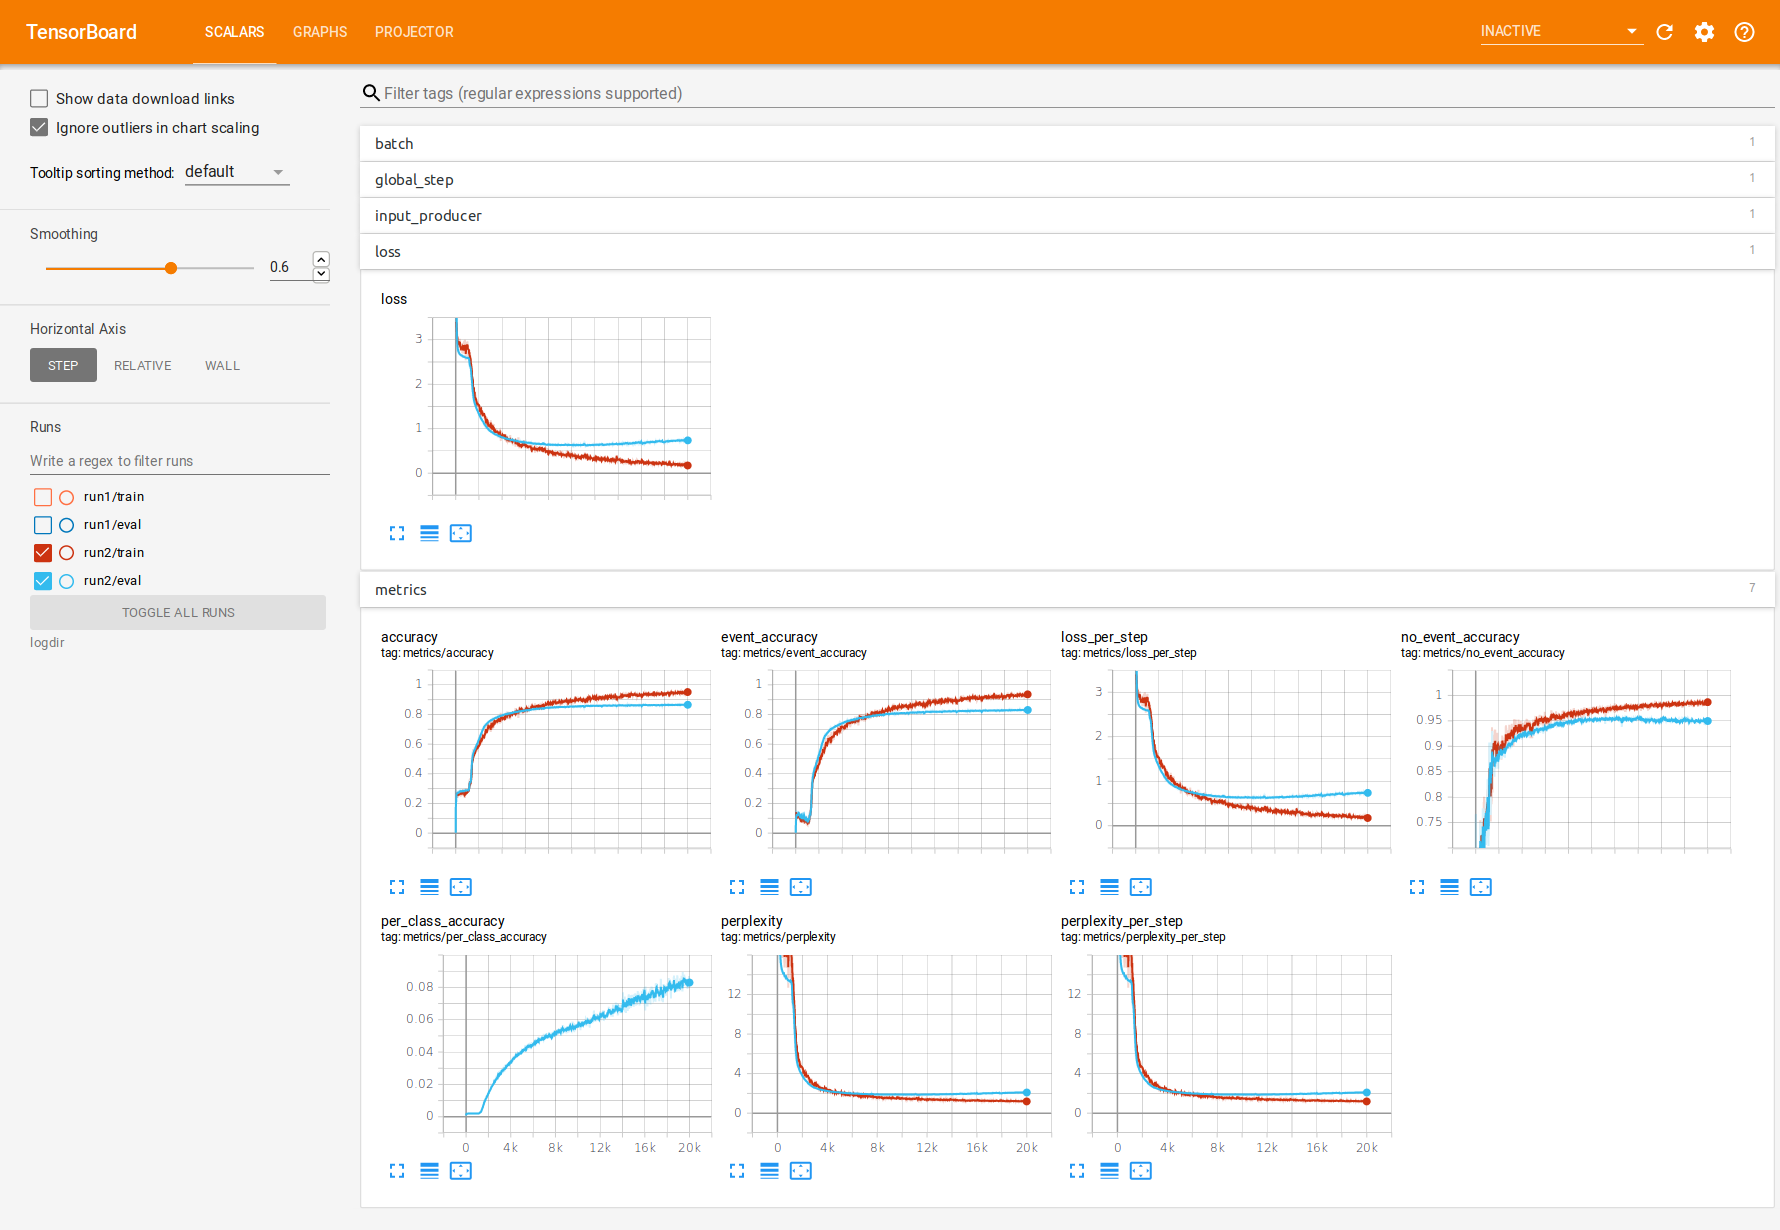 TensorBoard SCALARS GRAPHS PROJECTOR INACTIVE
Show data download links
Ignore outliers in chart scaling
Tooltip sorting method: default
Smoothing
0.6
Horizontal Axis
STEP RELATIVE WALL
Runs
Write a regex to filter runs
run1/train
run1/eval
run2/train
run2/eval
TOGGLE ALL RUNS
logdir
Filter tags (regular expressions supported)
batch 1
global_step 1
input_producer 1
loss 1
loss
3
2
1
0
metrics 7
accuracy
tag: metrics/accuracy
1
0.8
0.6
0.4
0.2
0
event_accuracy
tag: metrics/event_accuracy
1
0.8
0.6
0.4
0.2
0
loss_per_step
tag: metrics/loss_per_step
3
2
1
0
no_event_accuracy
tag: metrics/no_event_accuracy
1
0.95
0.9
0.85
0.8
0.75
per_class_accuracy
tag: metrics/per_class_accuracy
0.08
0.06
0.04
0.02
0
0 4k 8k 12k 16k 20k
perplexity
tag: metrics/perplexity
12
8
4
0
0 4k 8k 12k 16k 20k
perplexity_per_step
tag: metrics/perplexity_per_step
12
8
4
0
0 4k 8k 12k 16k 20k